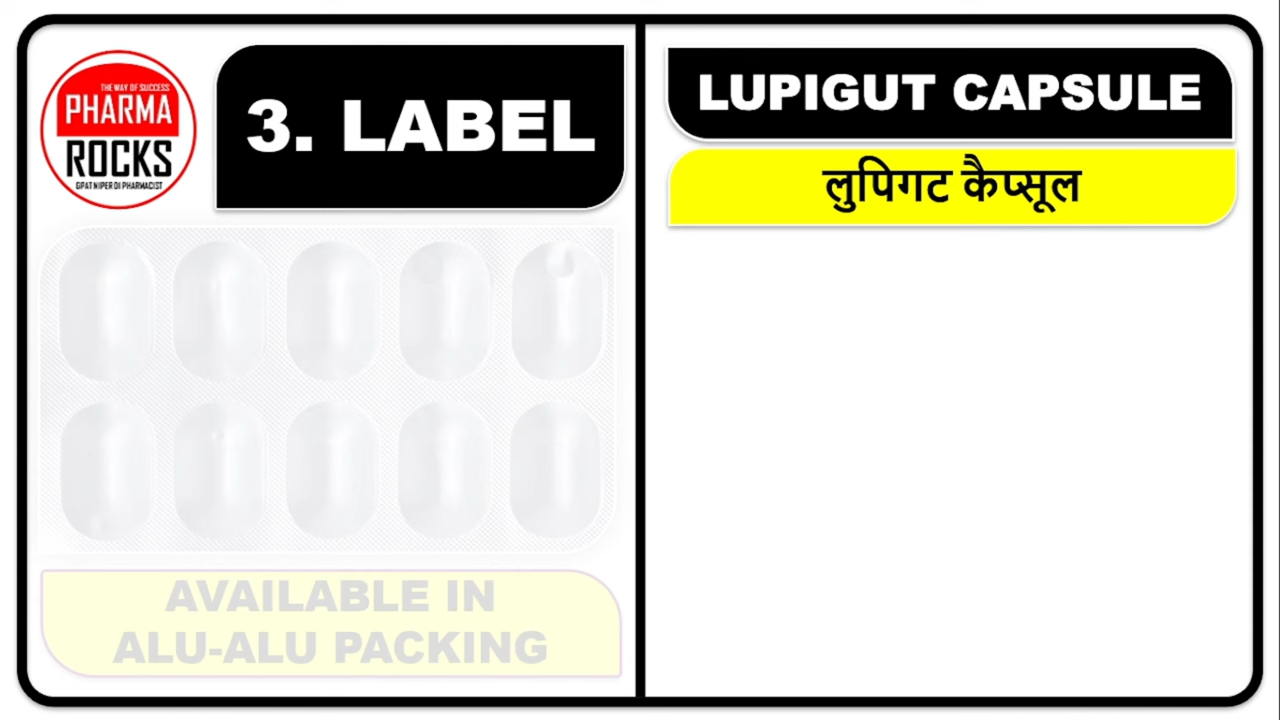 THE WAY OF SUCCESS
PHARMA
ROCKS
GPAT NIPER DI PHARMACIST
3. LABEL
AVAILABLE IN
ALU-ALU PACKING
LUPIGUT CAPSULE
लुपिगट कैप्सूल